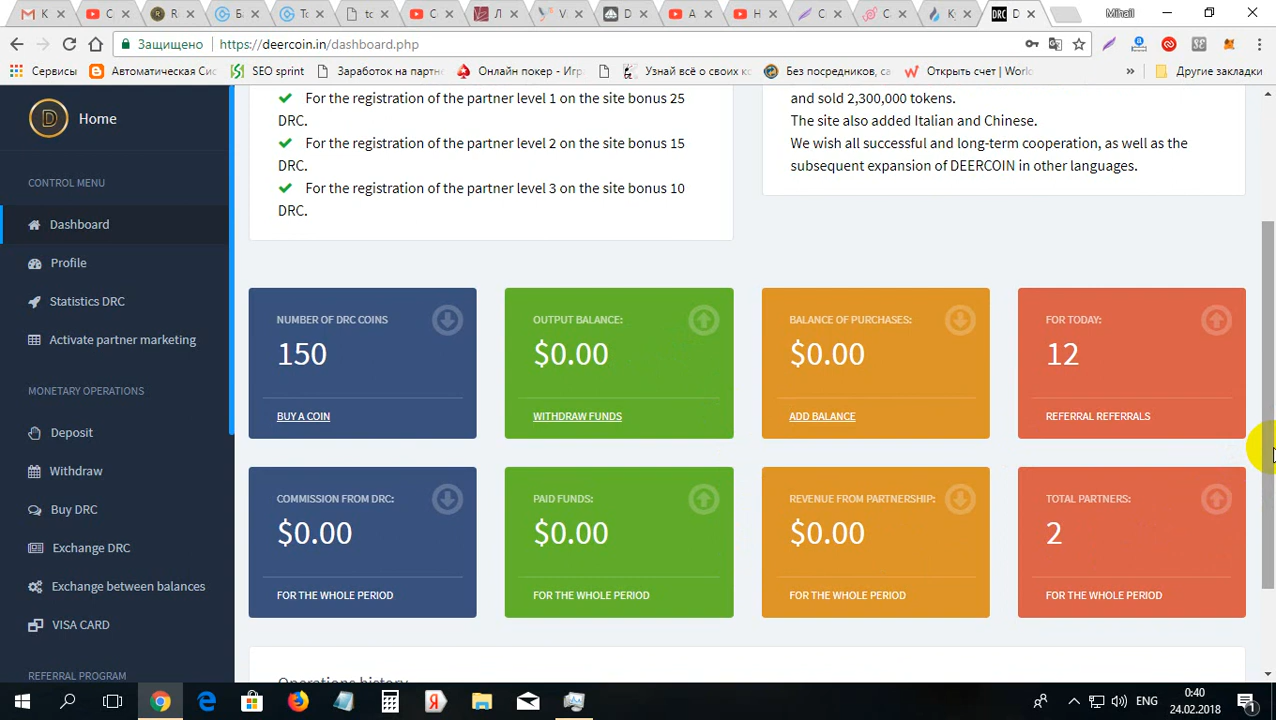 K
C
R
Б
То
tc
С
Л
V
D
A
Н
C
C
К
DRC D
Mihail
Защищено
https://deercoin.in/dashboard.php
Сервисы
Автоматическая Сис
SEO sprint
Заработок на партне
Онлайн покер - Игра
Узнай всё о своих ко
Без посредников, са
Открыть счет | Worl
»
Другие закладки
Home
CONTROL MENU
Dashboard
Profile
Statistics DRC
Activate partner marketing
MONETARY OPERATIONS
Deposit
Withdraw
Buy DRC
Exchange DRC
Exchange between balances
VISA CARD
REFERRAL PROGRAM
For the registration of the partner level 1 on the site bonus 25
DRC.
For the registration of the partner level 2 on the site bonus 15
DRC.
For the registration of the partner level 3 on the site bonus 10
DRC.
and sold 2,300,000 tokens.
The site also added Italian and Chinese.
We wish all successful and long-term cooperation, as well as the
subsequent expansion of DEERCOIN in other languages.
NUMBER OF DRC COINS
150
BUY A COIN
OUTPUT BALANCE:
$0.00
WITHDRAW FUNDS
BALANCE OF PURCHASES:
$0.00
ADD BALANCE
FOR TODAY:
12
REFERRAL REFERRALS
COMMISSION FROM DRC:
$0.00
FOR THE WHOLE PERIOD
PAID FUNDS:
$0.00
FOR THE WHOLE PERIOD
REVENUE FROM PARTNERSHIP:
$0.00
FOR THE WHOLE PERIOD
TOTAL PARTNERS:
2
FOR THE WHOLE PERIOD
Operations history
ENG
0:40
24.02.2018
1